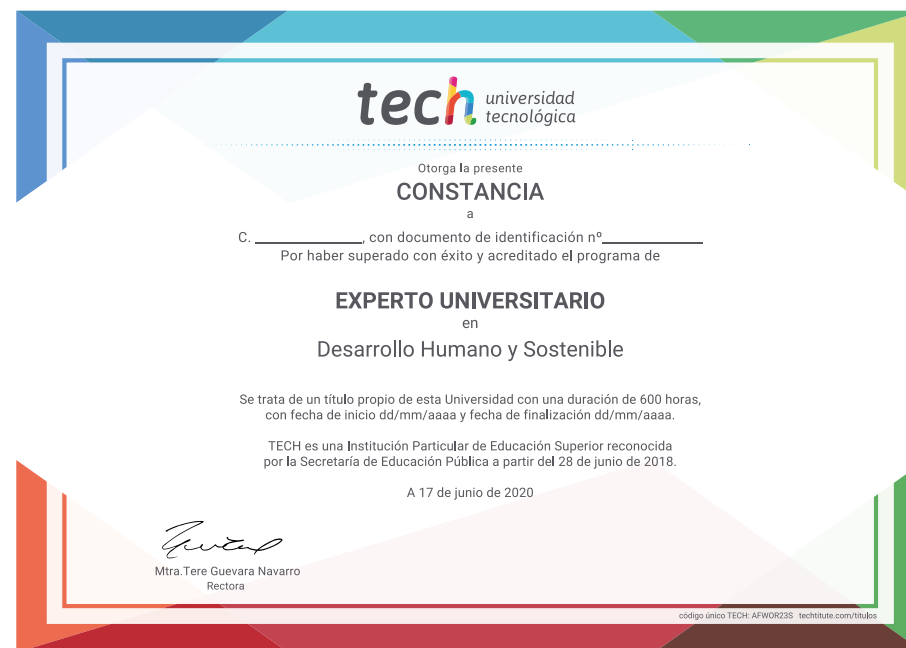 tech universidad
tecnológica
Otorga la presente
CONSTANCIA
a
C. ______________, con documento de identificación nº_____________
Por haber superado con éxito y acreditado el programa de
EXPERTO UNIVERSITARIO
en
Desarrollo Humano y Sostenible
Se trata de un título propio de esta Universidad con una duración de 600 horas,
con fecha de inicio dd/mm/aaaa y fecha de finalización dd/mm/aaaa.
TECH es una Institución Particular de Educación Superior reconocida
por la Secretaría de Educación Pública a partir del 28 de junio de 2018.
A 17 de junio de 2020
Mtra.Tere Guevara Navarro
Rectora
código único TECH: AFWOR23S techtitute.com/titulos